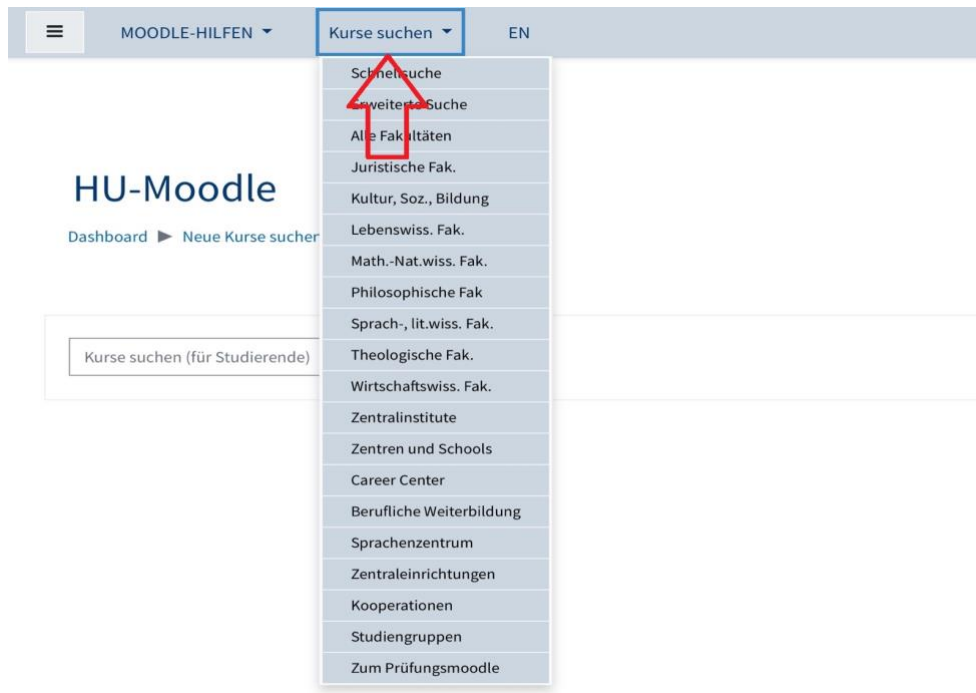 MOODLE-HILFEN Kurse suchen EN
Schnellsuche
Erweiterte Suche
Alle Fakultäten
Juristische Fak.
HU-Moodle
Kultur, Soz., Bildung
Dashboard ► Neue Kurse suchen
Lebenswiss. Fak.
Math.-Nat.wiss. Fak.
Philosophische Fak
Sprach-, lit.wiss. Fak.
Kurse suchen (für Studierende)
Theologische Fak.
Wirtschaftswiss. Fak.
Zentralinstitute
Zentren und Schools
Career Center
Berufliche Weiterbildung
Sprachenzentrum
Zentraleinrichtungen
Kooperationen
Studiengruppen
Zum Prüfungsmoodle